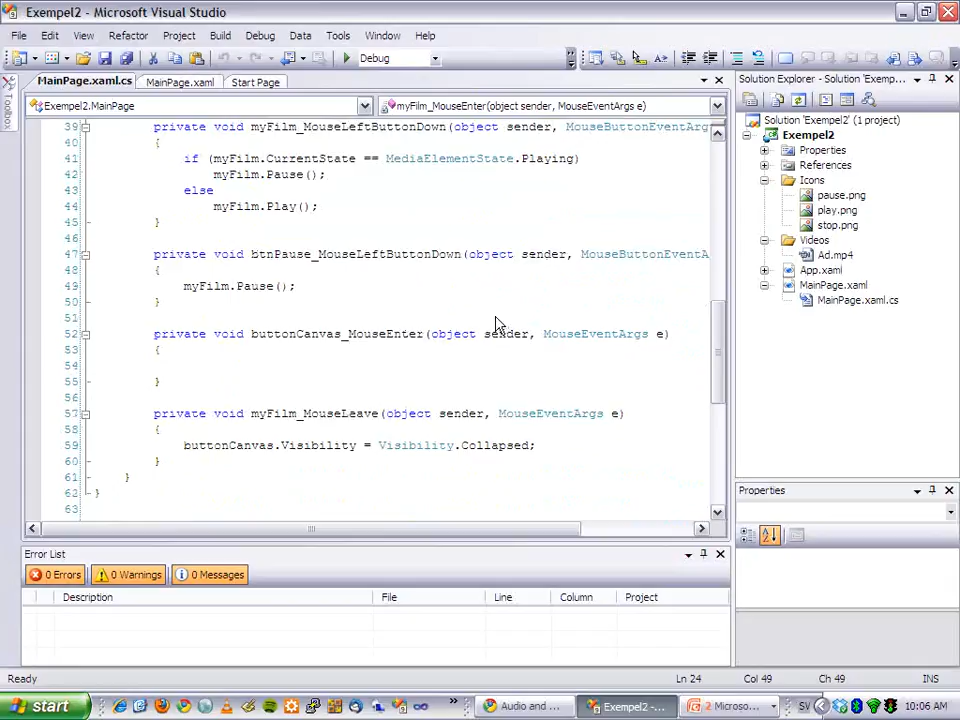 Exempel2 - Microsoft Visual Studio
File Edit View Refactor Project Build Debug Data Tools Window Help
Debug
MainPage.xaml.cs MainPage.xaml Start Page
Exempel2.MainPage myFilm_MouseEnter(object sender, MouseEventArgs e)
Toolbox
39 private void myFilm_MouseLeftButtonDown(object sender, MouseButtonEventArg
40 {
41 if (myFilm.CurrentState == MediaElementState.Playing)
42 myFilm.Pause();
43 else
44 myFilm.Play();
45 }
46
47 private void btnPause_MouseLeftButtonDown(object sender, MouseButtonEventA
48 {
49 myFilm.Pause();
50 }
51
52 private void buttonCanvas_MouseEnter(object sender, MouseEventArgs e)
53 {
54
55 }
56
57 private void myFilm_MouseLeave(object sender, MouseEventArgs e)
58 {
59 buttonCanvas.Visibility = Visibility.Collapsed;
60 }
61 }
62 }
63
Solution Explorer - Solution 'Exemp...
Solution 'Exempel2' (1 project)
Exempel2
Properties
References
Icons
pause.png
play.png
stop.png
Videos
Ad.mp4
App.xaml
MainPage.xaml
MainPage.xaml.cs
Properties
Error List
0 Errors 0 Warnings 0 Messages
Description File Line Column Project
Ready Ln 24 Col 49 Ch 49 INS
start Audio and ... Exempel2 -... 2 Microso... SV 10:06 AM